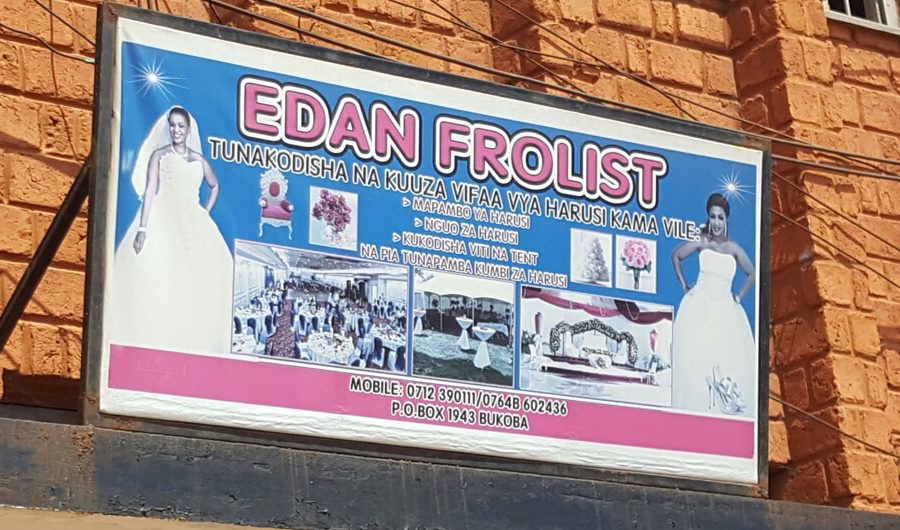 EDAN FROLIST
TUNAKODISHA NA KUUZA VIFAA VYA HARUSI KAMA VILE:
> MAPAMBO YA HARUSI
> NGUO ZA HARUSI
> KUKODISHA VITI NA TENT
NA PIA TUNAPAMBA KUMBI ZA HARUSI
MOBILE: 0712 390111/0764B 602436
P.O.BOX 1943 BUKOBA